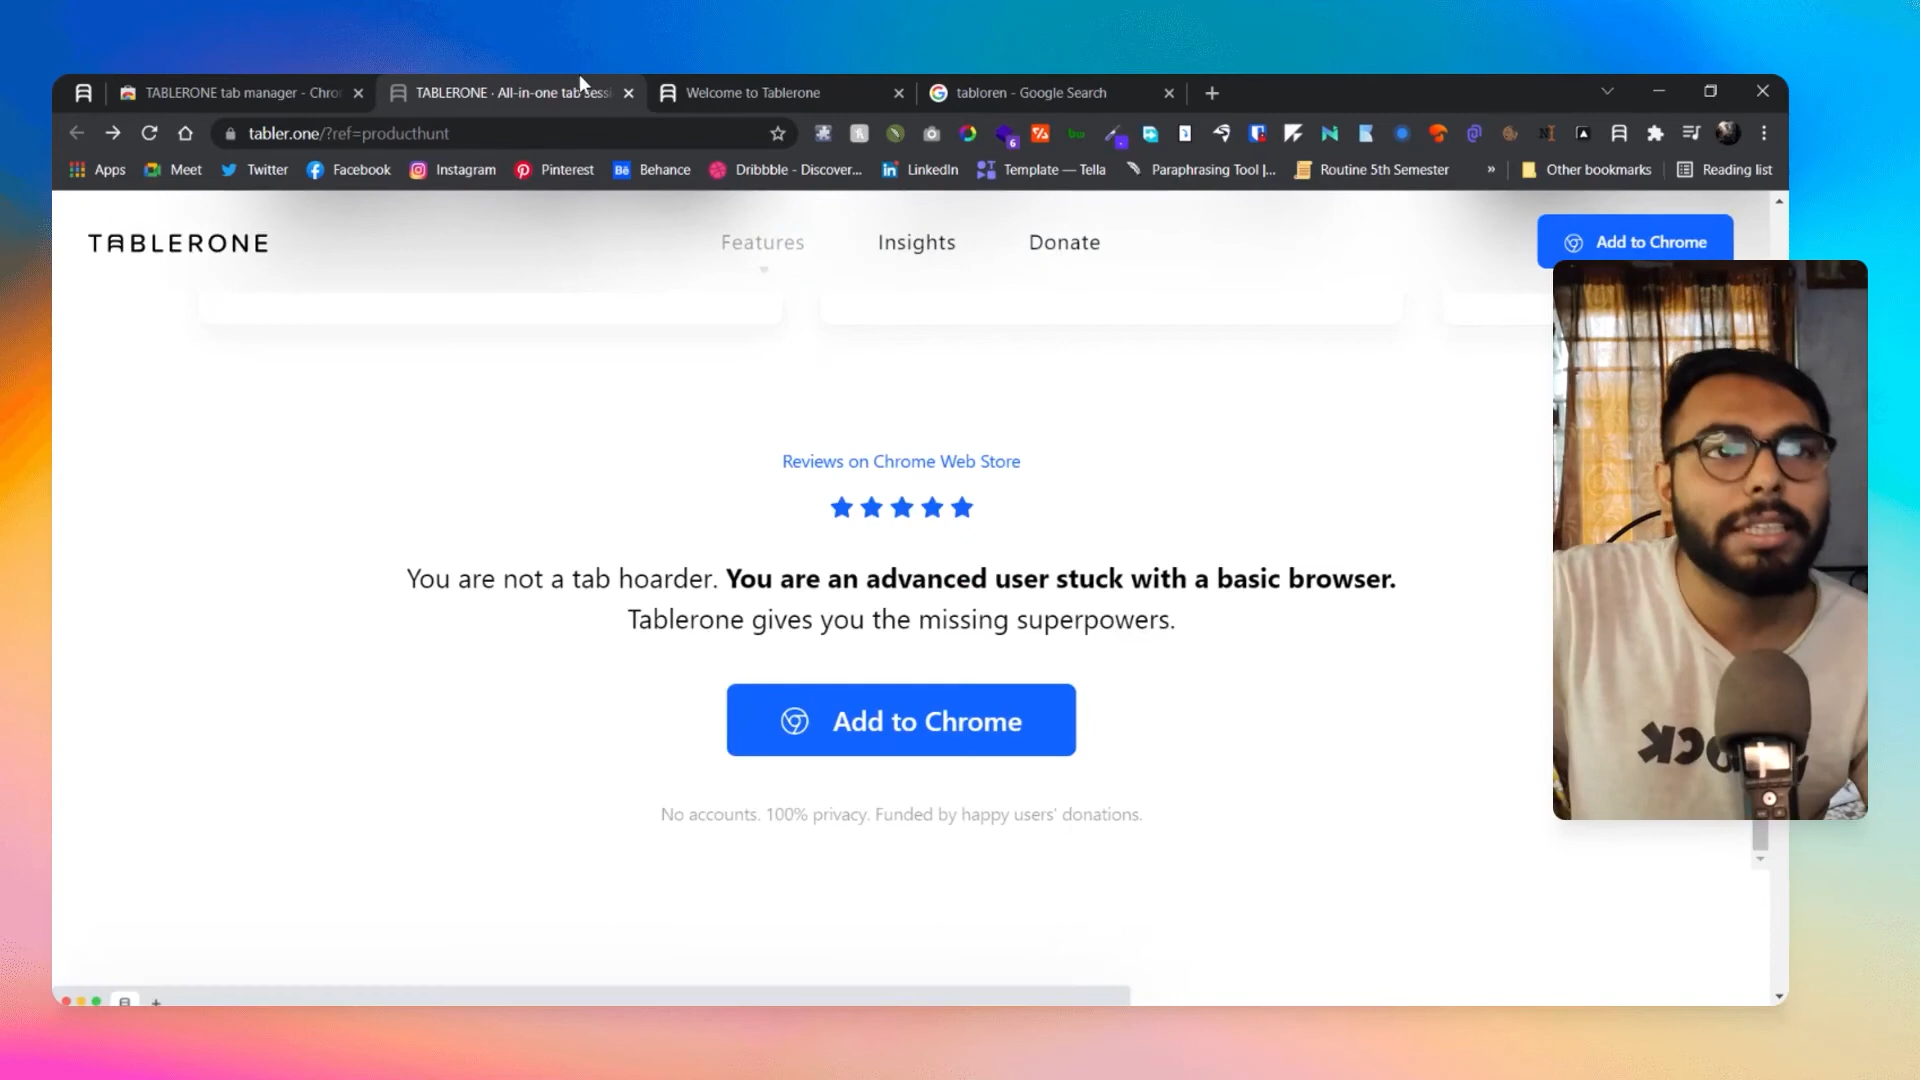 TABLERONE tab manager - Chro
TABLERONE · All-in-one tab sessi
Welcome to Tablerone
tabloren - Google Search
tabler.one/?ref=producthunt
6
Apps
Meet
Twitter
Facebook
Instagram
Pinterest
Bē
Behance
Dribbble - Discover...
in
LinkedIn
Template — Tella
Paraphrasing Tool |...
Routine 5th Semester
»
Other bookmarks
Reading list
TABLERONE
Features
Insights
Donate
Add to Chrome
Reviews on Chrome Web Store
You are not a tab hoarder. You are an advanced user stuck with a basic browser.
Tablerone gives you the missing superpowers.
Add to Chrome
No accounts. 100% privacy. Funded by happy users' donations.